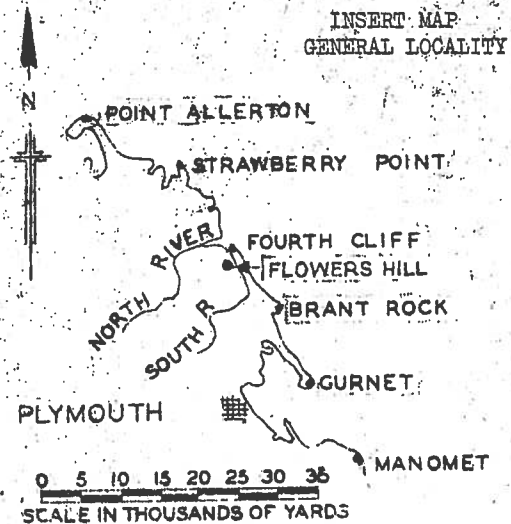 INSERT MAP
GENERAL LOCALITY
N
POINT ALLERTON
STRAWBERRY POINT
NORTH RIVER
FOURTH CLIFF
FLOWERS HILL
SOUTH R
BRANT ROCK
GURNET
PLYMOUTH
MANOMET
0 5 10 15 20 25 30 35
SCALE IN THOUSANDS OF YARDS